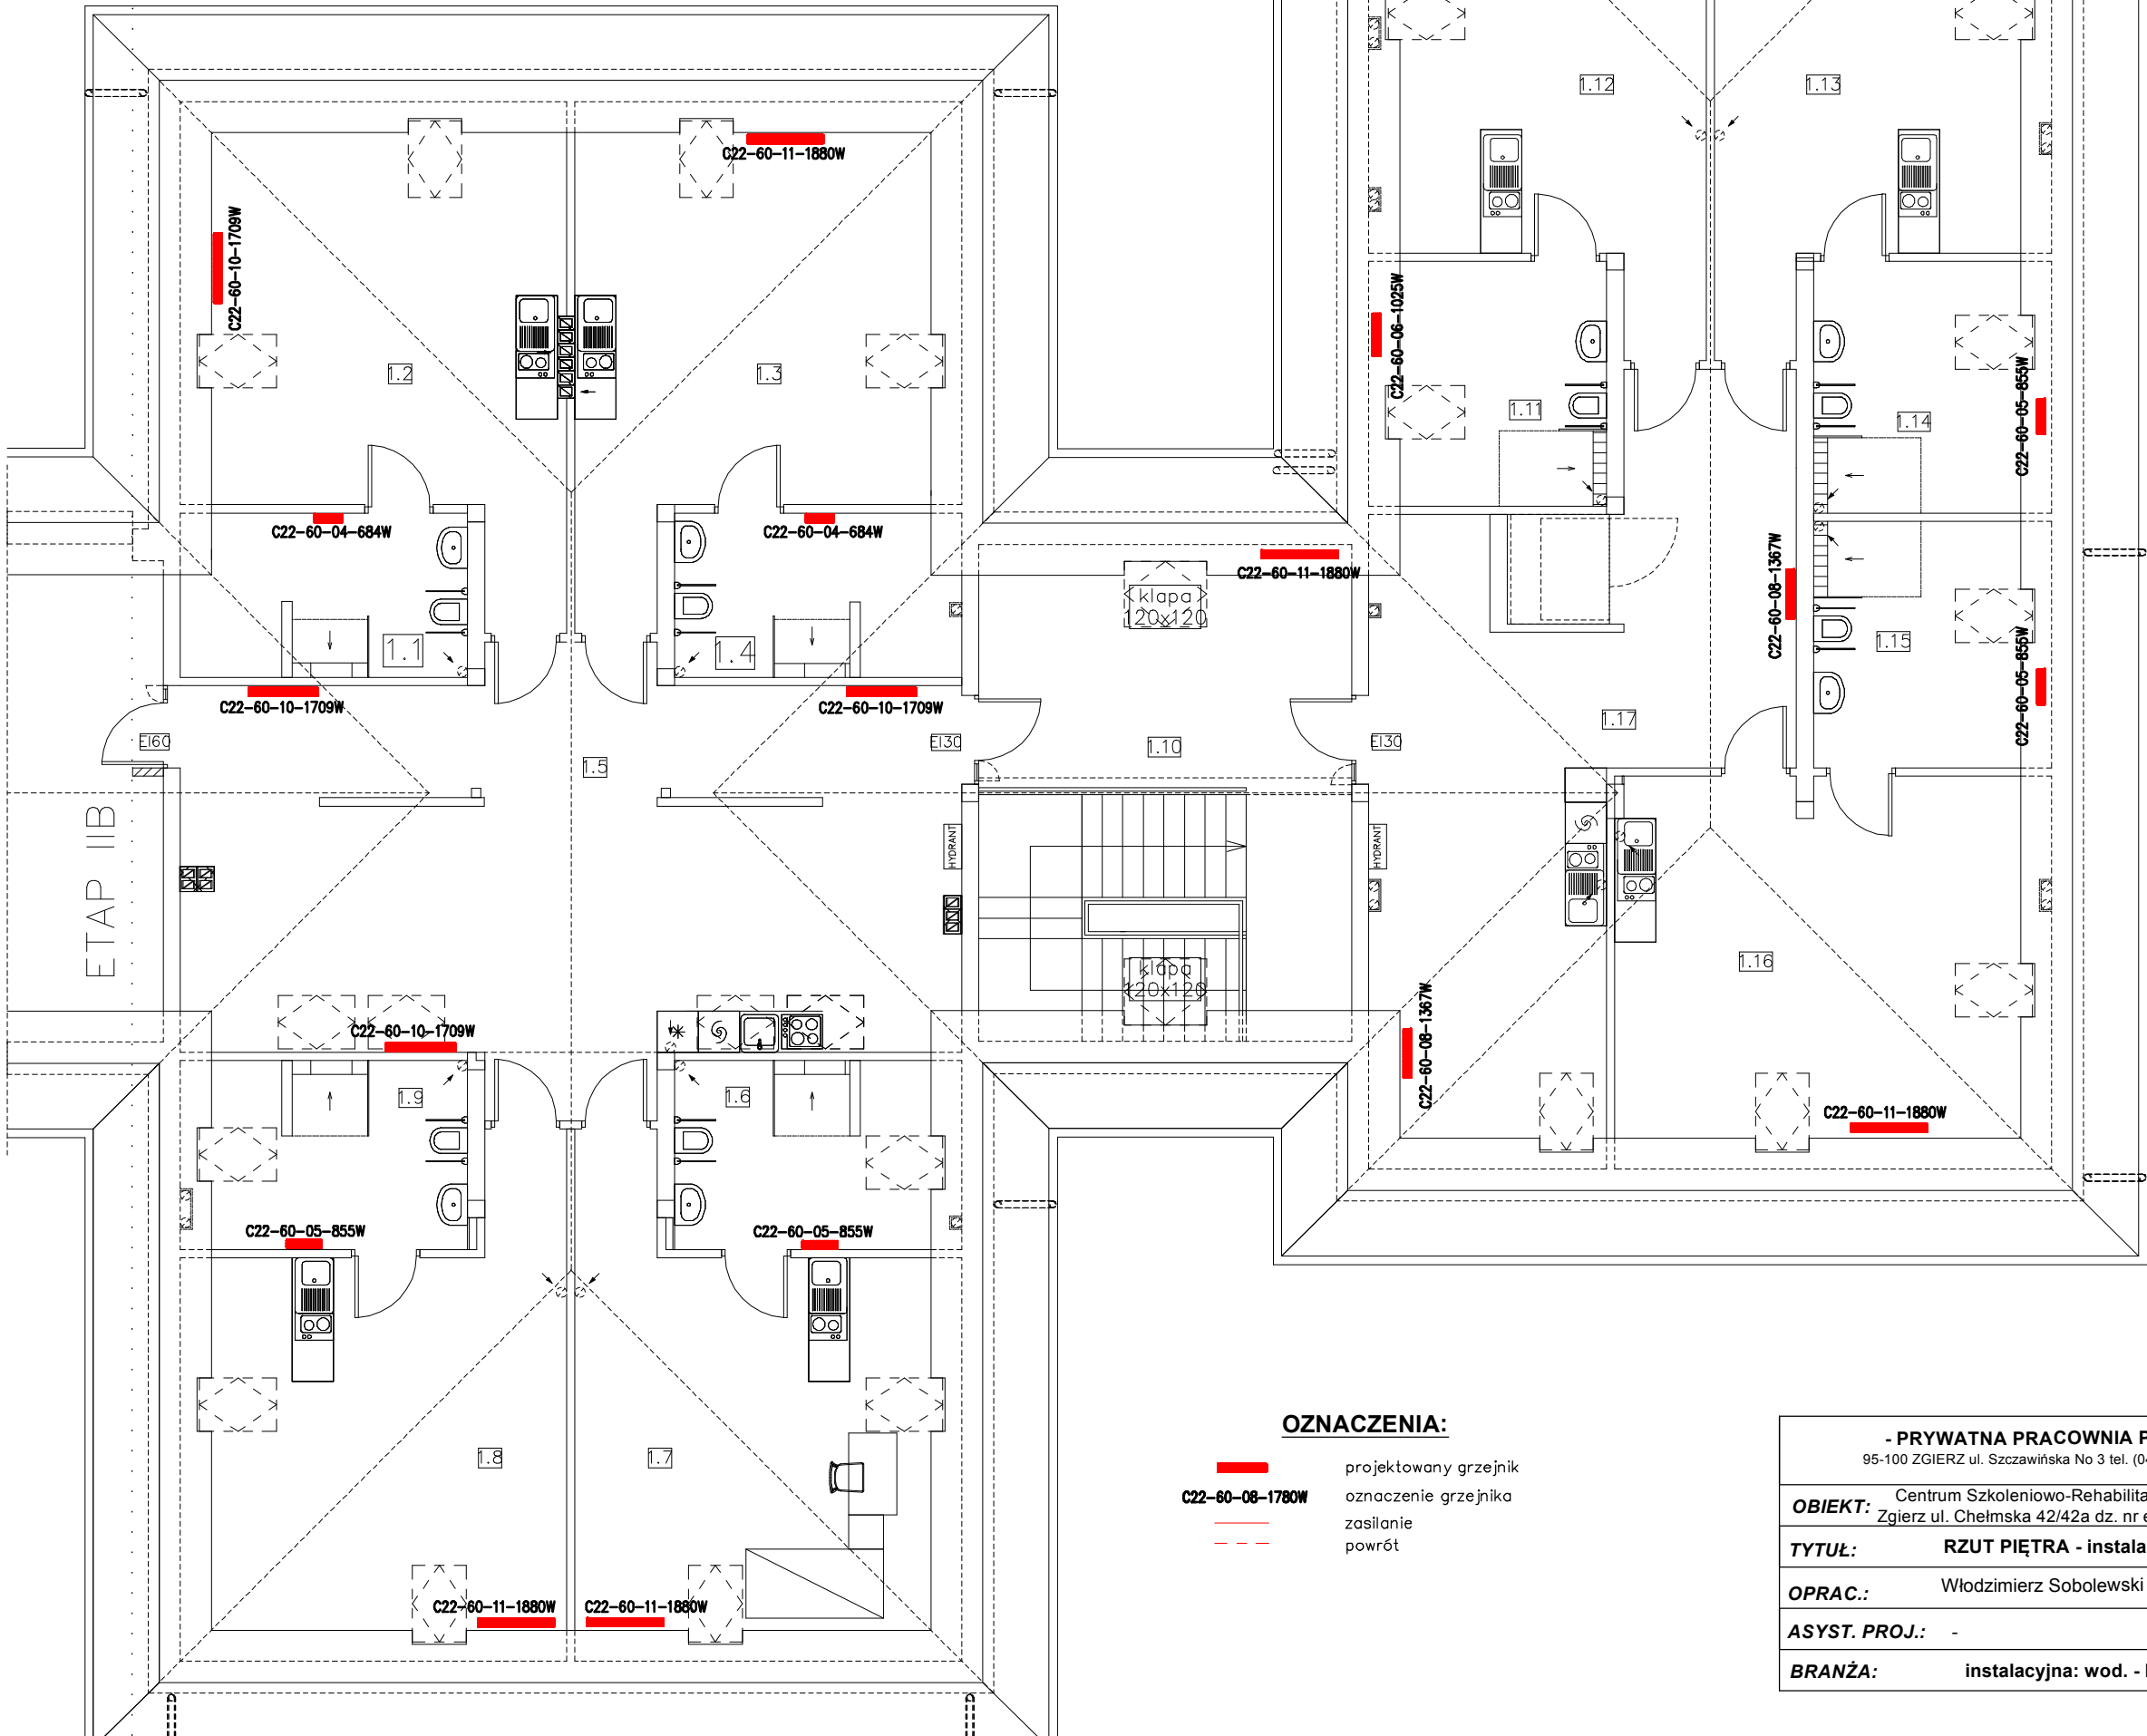 1.12
1.13
C22-60-11-1880W
C22-60-10-1709W
C22-60-06-1025W
1.2
1.3
1.11
1.14
C22-60-05-855W
C22-60-04-684W
C22-60-04-684W
C22-60-11-1880W
klapa
120x120
C22-60-08-1367W
1.1
1.4
1.15
C22-60-05-855W
C22-60-10-1709W
C22-60-10-1709W
1.17
EI60
EI30
1.10
EI30
1.5
ETAP IIB
HYDRANT
HYDRANT
klapa
120x120
1.16
C22-60-10-1709W
C22-60-08-1367W
1.9
1.6
C22-60-11-1880W
C22-60-05-855W
C22-60-05-855W
1.8
1.7
C22-60-11-1880W
C22-60-11-1880W
OZNACZENIA:
projektowany grzejnik
C22-60-08-1780W oznaczenie grzejnika
zasilanie
powrót
- PRYWATNA PRACOWNIA P
95-100 ZGIERZ ul. Szczawińska No 3 tel. (04
OBIEKT: Centrum Szkoleniowo-Rehabilita
Zgierz ul. Chełmska 42/42a dz. nr e
TYTUŁ: RZUT PIĘTRA - instala
OPRAC.: Włodzimierz Sobolewski
ASYST. PROJ.: -
BRANŻA: instalacyjna: wod. -